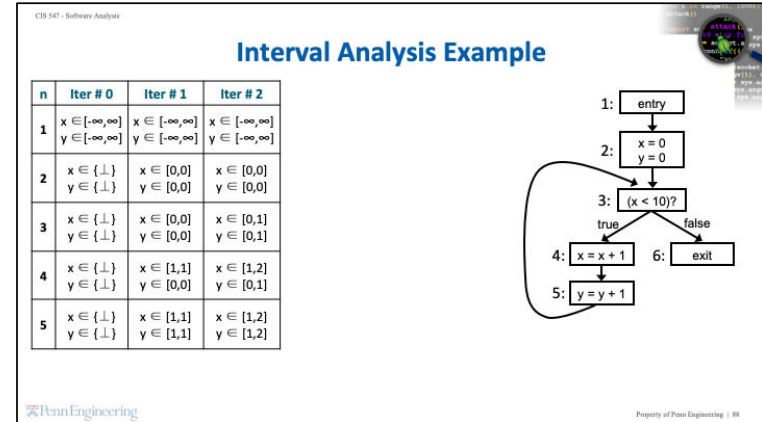 CIS 547 - Software Analysis
Interval Analysis Example
n Iter # 0 Iter # 1 Iter # 2
1
x ∈[-∞,∞] x ∈ [-∞,∞] x ∈ [-∞,∞]
y ∈[-∞,∞] y ∈ [-∞,∞] y ∈ [-∞,∞]
2
x ∈ {⊥} x ∈ [0,0] x ∈ [0,0]
y ∈ {⊥} y ∈ [0,0] y ∈ [0,0]
3
x ∈ {⊥} x ∈ [0,0] x ∈ [0,1]
y ∈ {⊥} y ∈ [0,0] y ∈ [0,1]
4
x ∈ {⊥} x ∈ [1,1] x ∈ [1,2]
y ∈ {⊥} y ∈ [0,0] y ∈ [0,1]
5
x ∈ {⊥} x ∈ [1,1] x ∈ [1,2]
y ∈ {⊥} y ∈ [1,1] y ∈ [1,2]
1: entry
2:
x = 0
y = 0
3: (x < 10)?
true false
4: x = x + 1 6: exit
5: y = y + 1
Penn Engineering
Property of Penn Engineering | 88